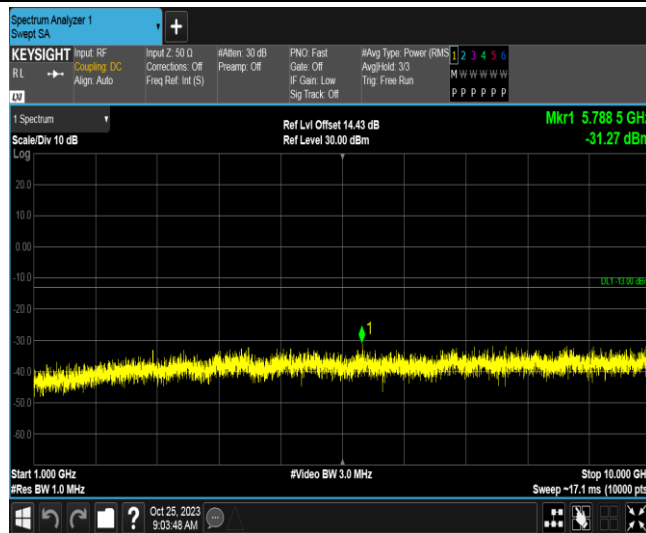 Spectrum Analyzer 1
Swept SA
+
KEYSIGHT
RL
LXI
Input: RF
Coupling: DC
Align: Auto
Input Z: 50 Ω
Corrections: Off
Freq Ref: Int (S)
#Atten: 30 dB
Preamp: Off
PNO: Fast
Gate: Off
IF Gain: Low
Sig Track: Off
#Avg Type: Power (RMS
Avg|Hold: 3/3
Trig: Free Run
1 2 3 4 5 6
M W W W W W
P P P P P P
1 Spectrum
Scale/Div 10 dB
Log
Ref Lvl Offset 14.43 dB
Ref Level 30.00 dBm
Mkr1 5.788 5 GHz
-31.27 dBm
20.0
10.0
0.00
-10.0
DL1 -13.00 dBm
-20.0
-30.0
1
-40.0
-50.0
-60.0
Start 1.000 GHz
#Res BW 1.0 MHz
#Video BW 3.0 MHz
Stop 10.000 GHz
Sweep ~17.1 ms (10000 pts)
?
Oct 25, 2023
9:03:48 AM